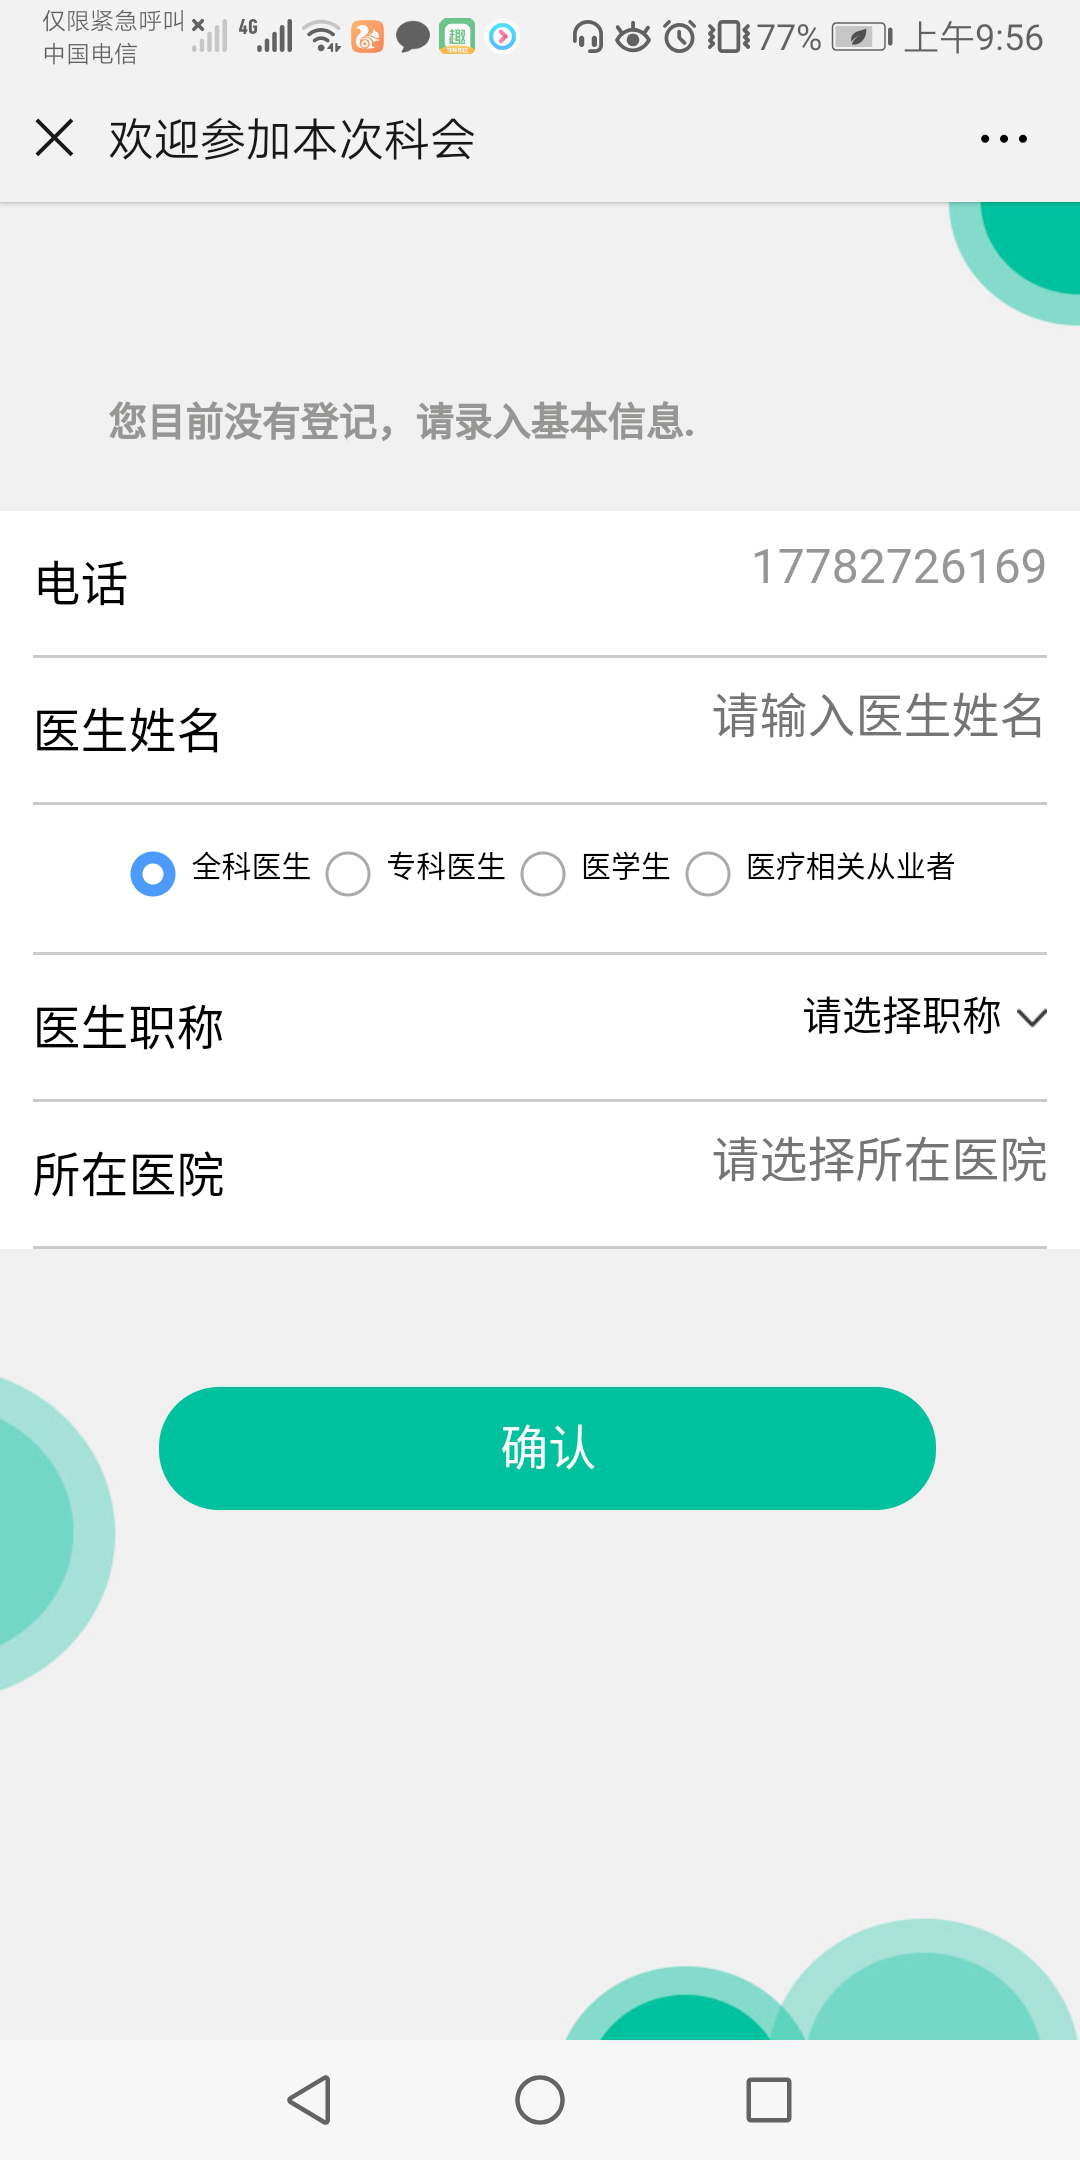 仅限紧急呼叫
中国电信
4G
趣
77%
上午9:56
欢迎参加本次科会
您目前没有登记，请录入基本信息.
电话 17782726169
医生姓名 请输入医生姓名
全科医生 专科医生 医学生 医疗相关从业者
医生职称 请选择职称
所在医院 请选择所在医院
确认